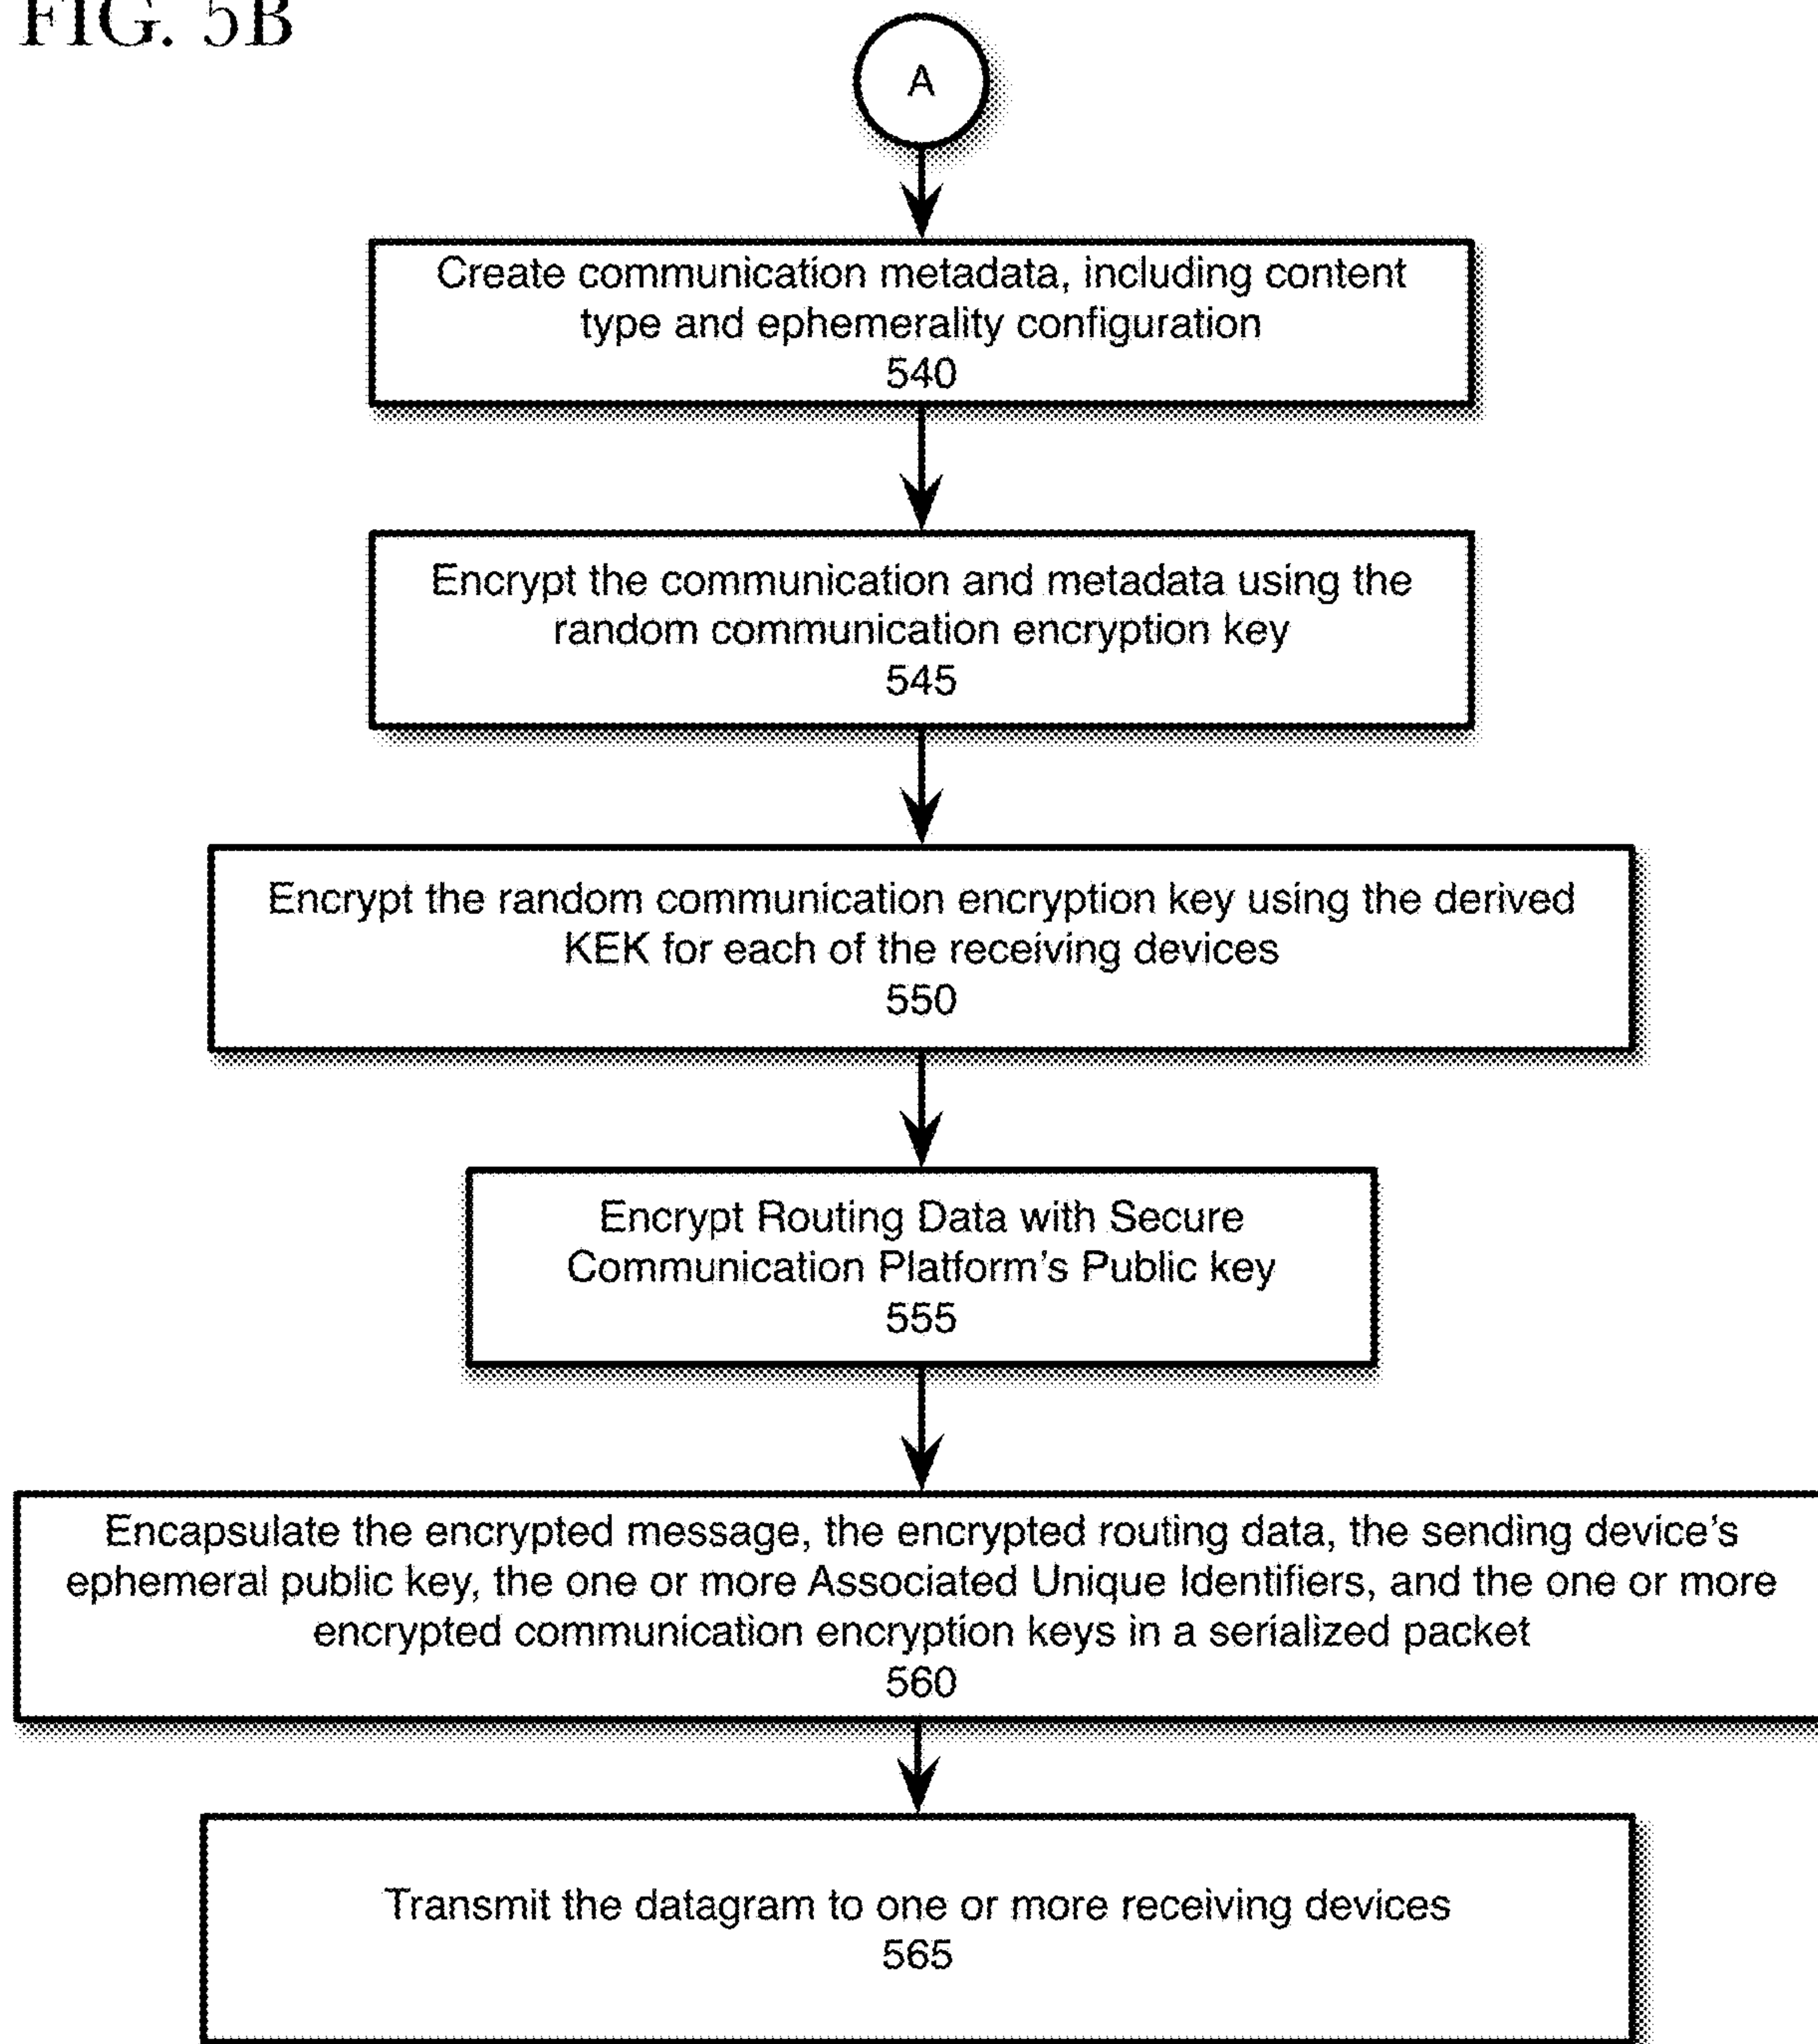 FIG. 5B
A
Create communication metadata, including content
type and ephemerality configuration
540
Encrypt the communication and metadata using the
random communication encryption key
545
Encrypt the random communication encryption key using the derived
KEK for each of the receiving devices
550
Encrypt Routing Data with Secure
Communication Platform's Public key
555
Encapsulate the encrypted message, the encrypted routing data, the sending device's
ephemeral public key, the one or more Associated Unique Identifiers, and the one or more
encrypted communication encryption keys in a serialized packet
560
Transmit the datagram to one or more receiving devices
565